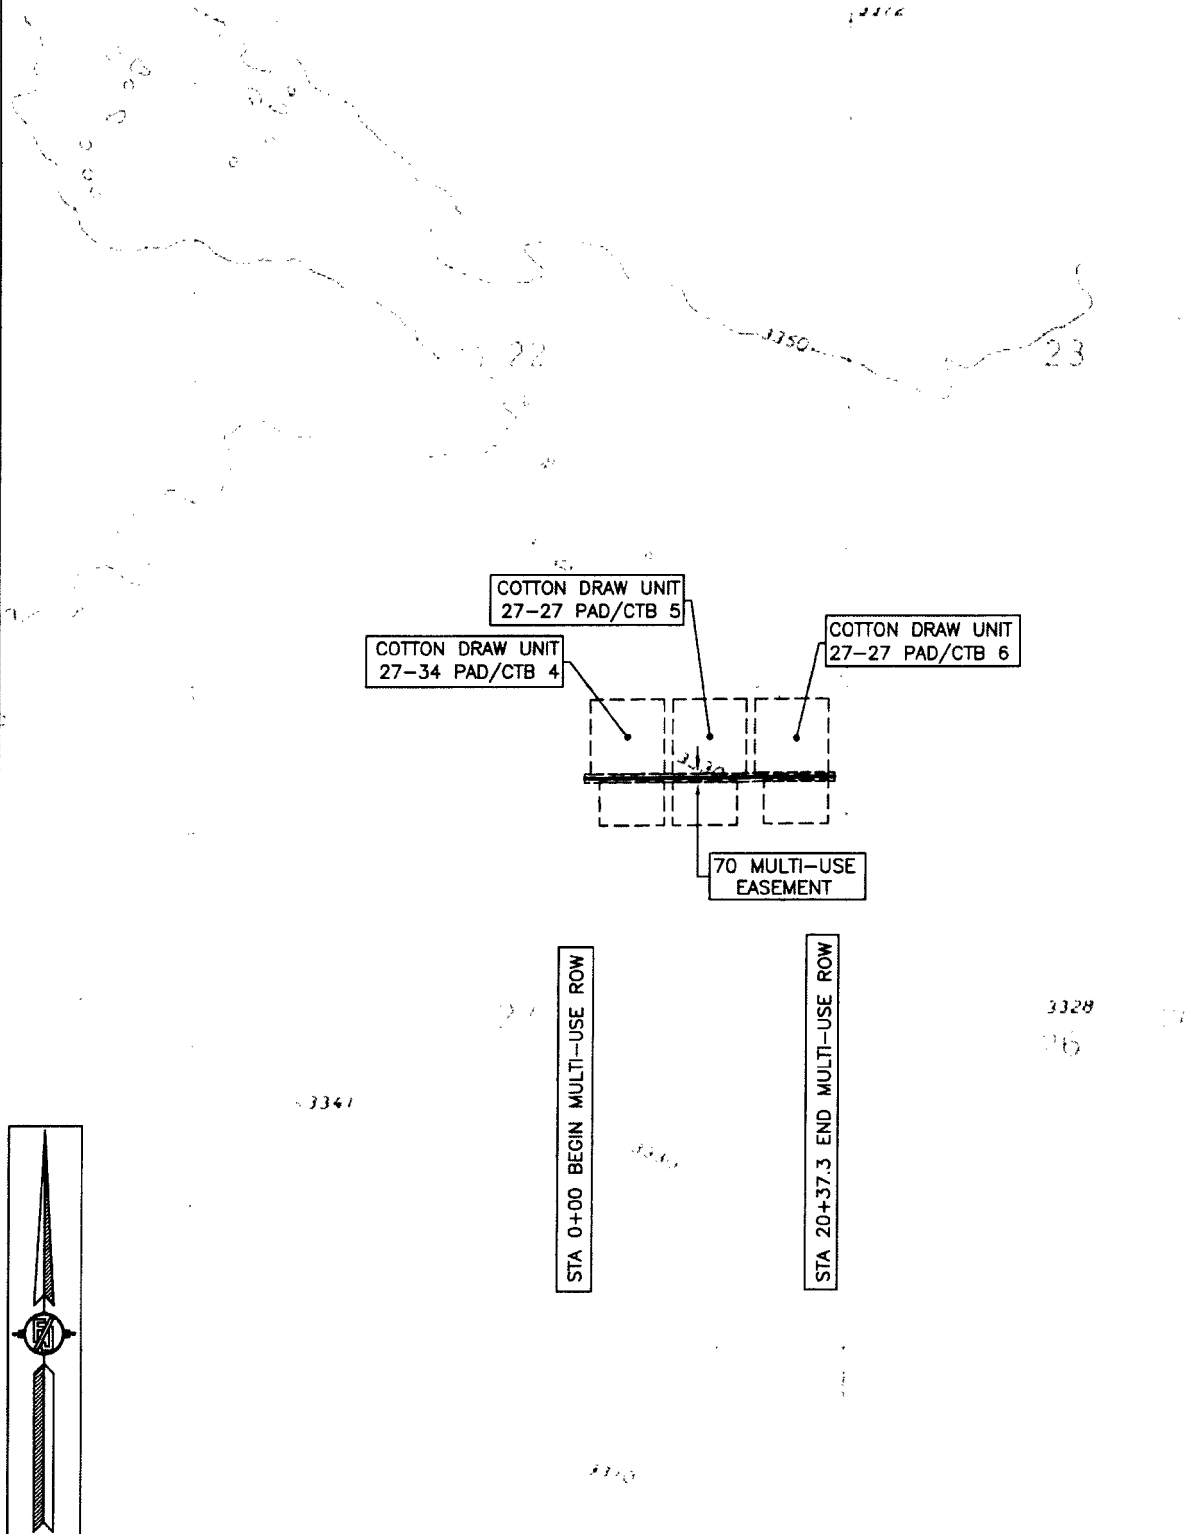 22
3350
23
COTTON DRAW UNIT
27-27 PAD/CTB 5
COTTON DRAW UNIT
27-27 PAD/CTB 6
COTTON DRAW UNIT
27-34 PAD/CTB 4
3330
70 MULTI-USE
EASEMENT
STA 0+00 BEGIN MULTI-USE ROW
STA 20+37.3 END MULTI-USE ROW
3328
26
3341